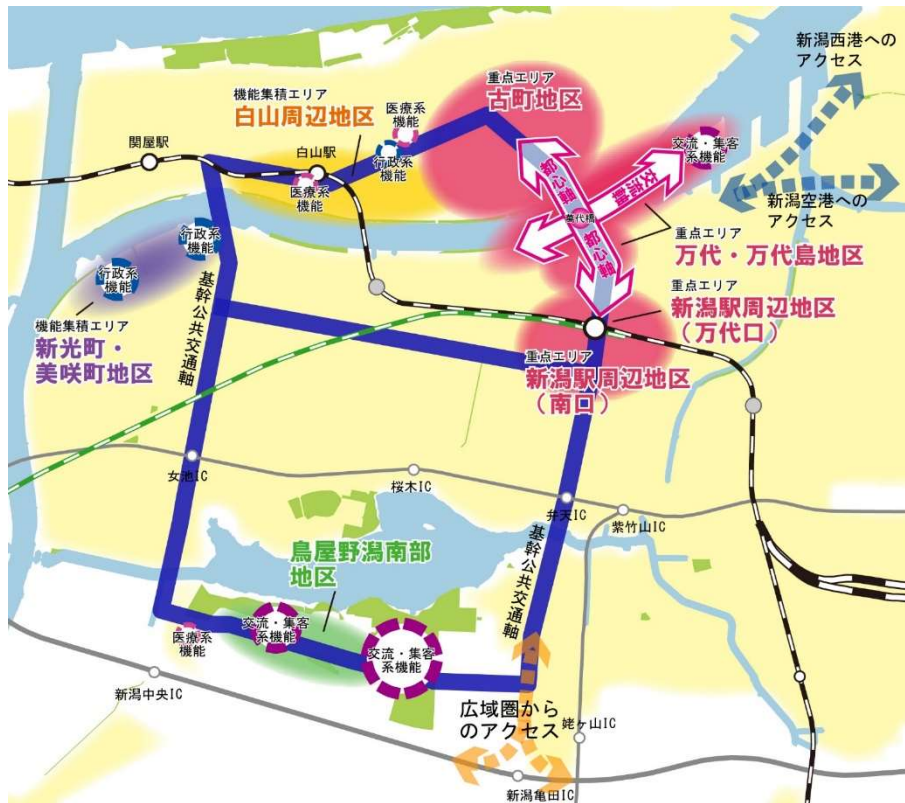 新潟西港への
アクセス
重点エリア
古町地区
機能集積エリア
白山周辺地区
医療系
機能
関屋駅
白山駅
行政系
機能
医療系
機能
交流・集客
系機能
都心軸
交流軸
萬代橋
都心軸
新潟空港への
アクセス
行政系
機能
行政系
機能
重点エリア
万代・万代島地区
機能集積エリア
新光町・
美咲町地区
基幹公共交通軸
重点エリア
新潟駅周辺地区
（万代口）
重点エリア
新潟駅周辺地区
（南口）
女池IC
桜木IC
弁天IC
紫竹山IC
鳥屋野潟南部
地区
基幹公共交通軸
医療系
機能
交流・集客
系機能
交流・集客
系機能
新潟中央IC
広域圏から
のアクセス
姥ヶ山IC
新潟亀田IC